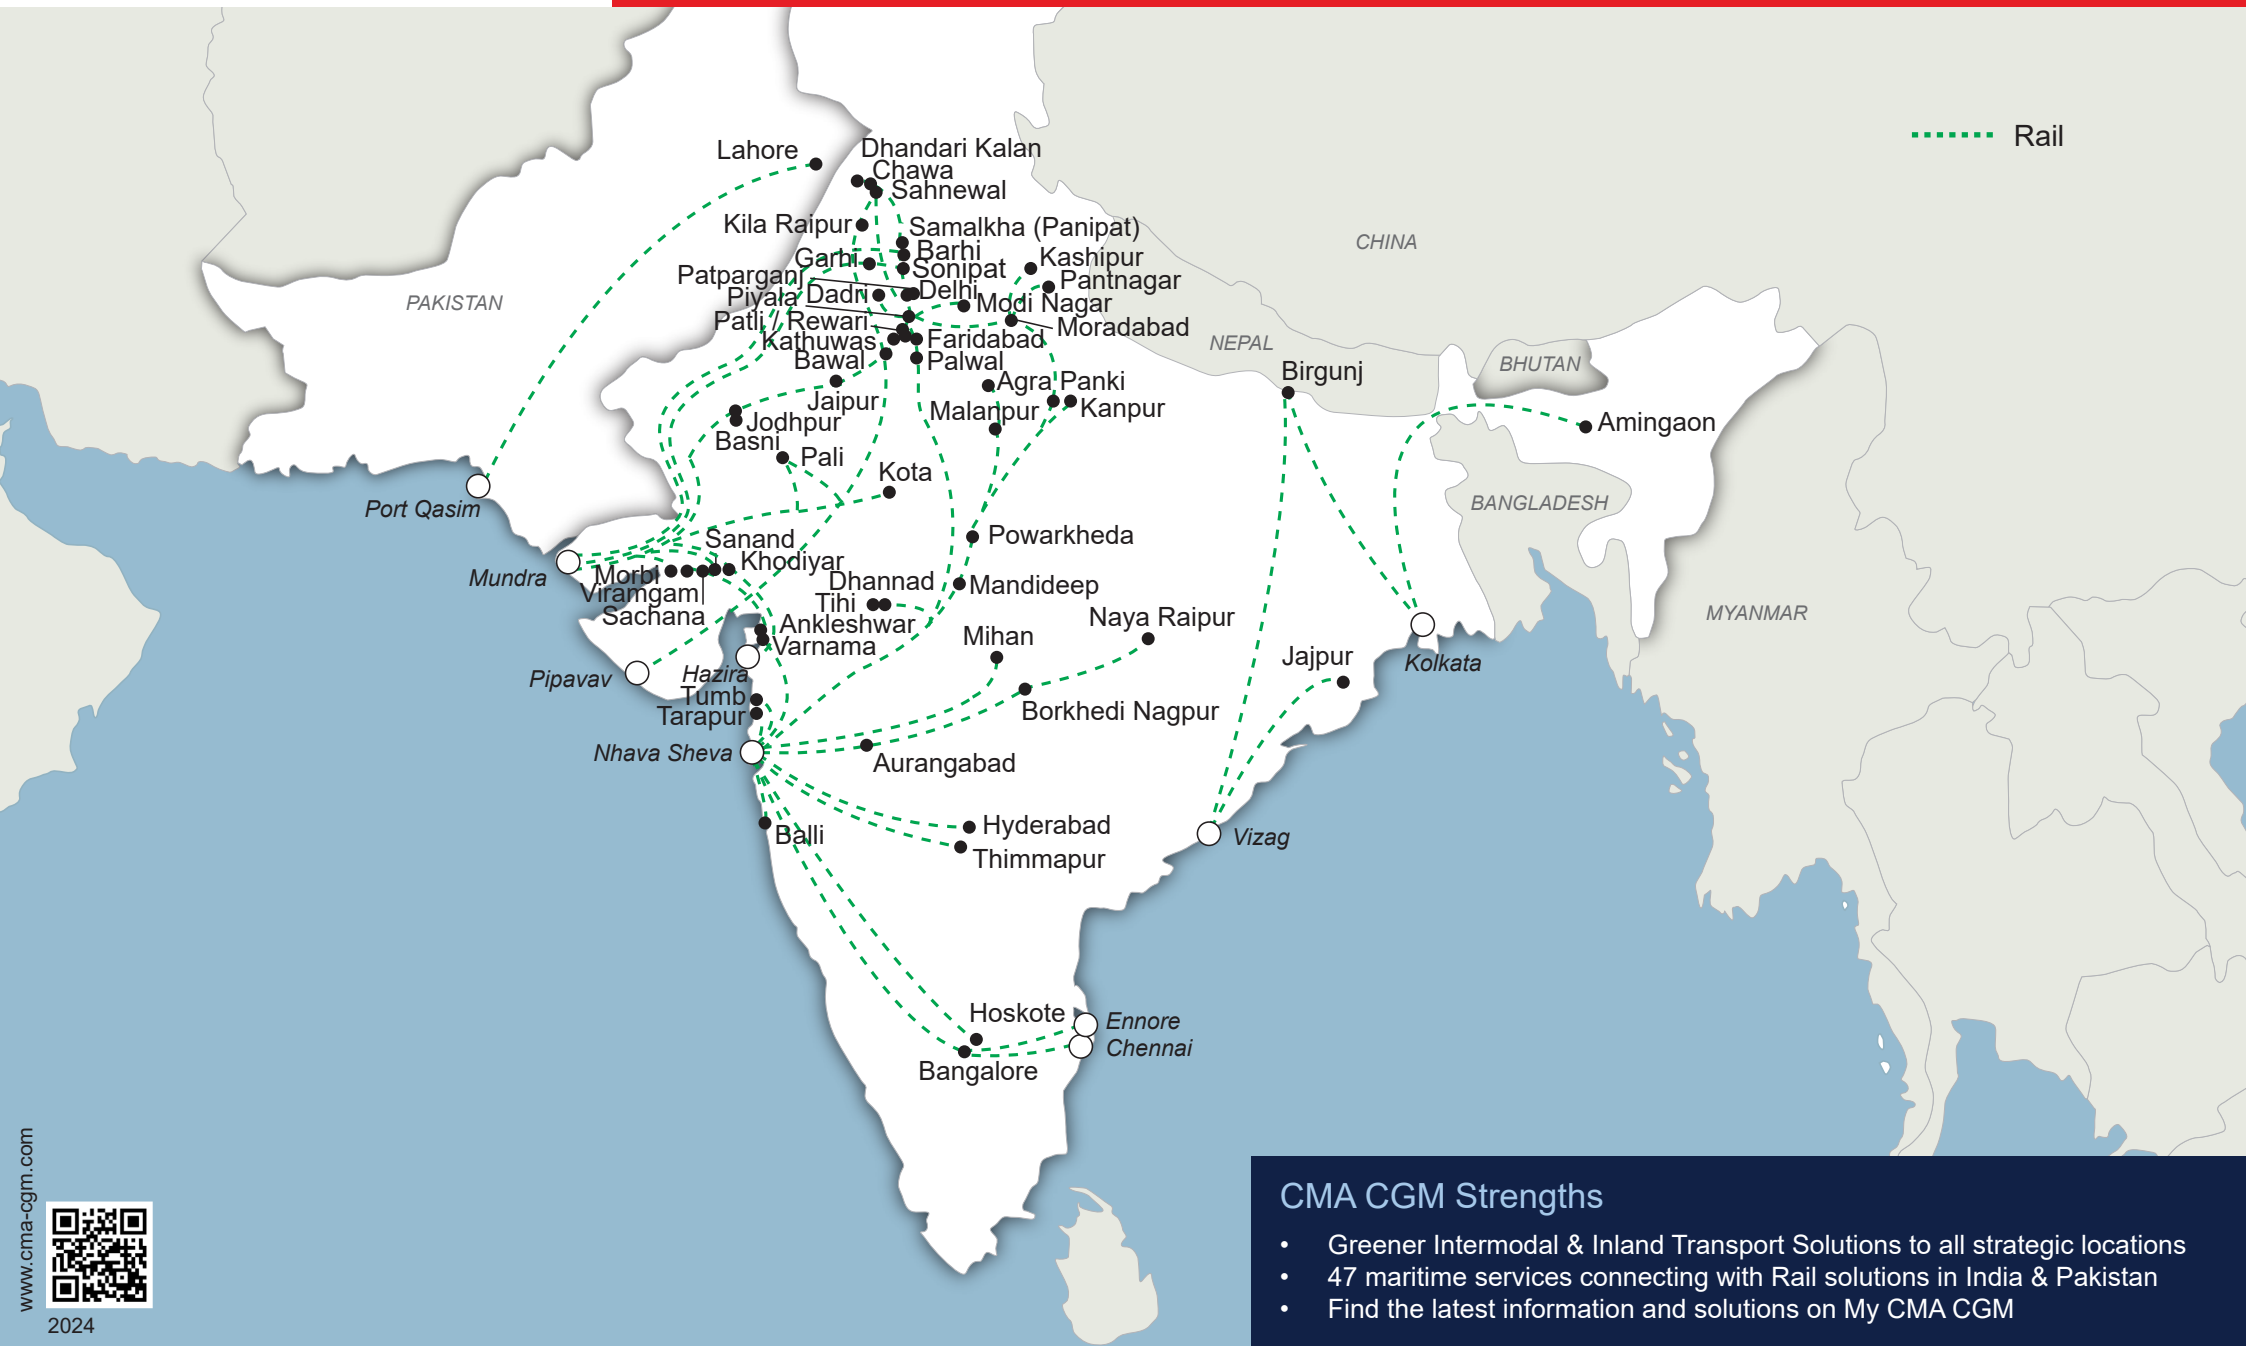 Rail
Lahore
Dhandari Kalan
Chawa
Sahnewal
Kila Raipur
Samalkha (Panipat)
CHINA
Barhi
Garhi
Kashipur
Sonipat
Patparganj
Pantnagar
Delhi
Piyala
Dadri
Modi Nagar
PAKISTAN
Patli / Rewari
Moradabad
Kathuwas
Faridabad
NEPAL
Bawal
Palwal
BHUTAN
Birgunj
Agra
Panki
Jaipur
Malanpur
Kanpur
Jodhpur
Amingaon
Basni
Pali
Kota
BANGLADESH
Port Qasim
Sanand
Powarkheda
Khodiyar
Mundra
Morbi
Dhannad
Mandideep
Viramgam
Tihi
MYANMAR
Sachana
Ankleshwar
Naya Raipur
Varnama
Mihan
Jajpur
Kolkata
Pipavav
Hazira
Tumb
Tarapur
Borkhedi Nagpur
Nhava Sheva
Aurangabad
Hyderabad
Balli
Vizag
Thimmapur
Hoskote
Ennore
Chennai
Bangalore
www.cma-cgm.com
2024
CMA CGM Strengths
• Greener Intermodal & Inland Transport Solutions to all strategic locations
• 47 maritime services connecting with Rail solutions in India & Pakistan
• Find the latest information and solutions on My CMA CGM